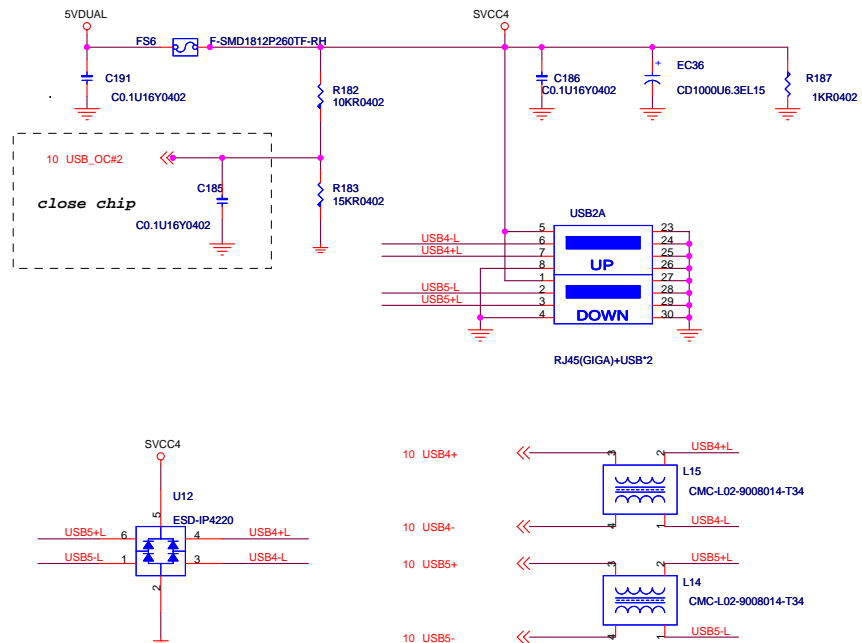 5VDUAL
SVCC4
FS6 F-SMD1812P260TF-RH
C191
C0.1U16Y0402
R182
10KR0402
C186
C0.1U16Y0402
+ EC36
CD1000U6.3EL15
R187
1KR0402
10 USB_OC#2
close chip
C185
C0.1U16Y0402
R183
15KR0402
USB2A
USB4-L
USB4+L
USB5-L
USB5+L
5 23
6 24
7 25
8 26
1 27
2 28
3 29
4 30
UP
DOWN
RJ45(GIGA)+USB*2
SVCC4
U12
ESD-IP4220
5
USB5+L 6 4 USB4+L
USB5-L 1 3 USB4-L
2
10 USB4+ 3 2 USB4+L
L15
CMC-L02-9008014-T34
10 USB4- 4 1 USB4-L
10 USB5+ 3 2 USB5+L
L14
CMC-L02-9008014-T34
10 USB5- 4 1 USB5-L